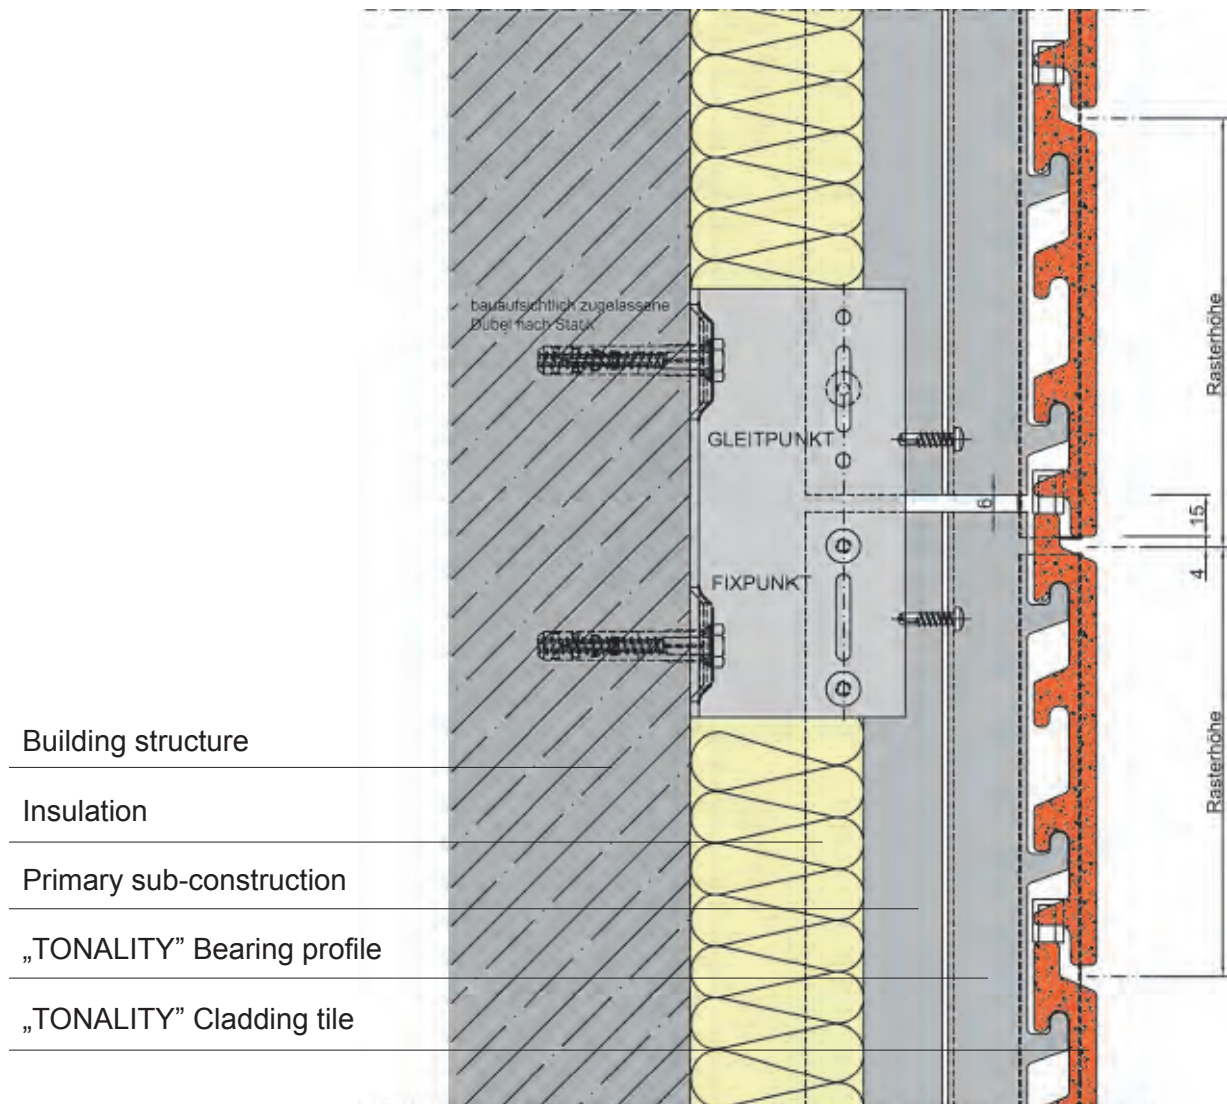 bauaufsichtlich zugelassene
Dübel nach Statik
GLEITPUNKT
FIXPUNKT
6
15
4
Rasterhöhe
Rasterhöhe
Building structure
Insulation
Primary sub-construction
„TONALITY” Bearing profile
„TONALITY” Cladding tile